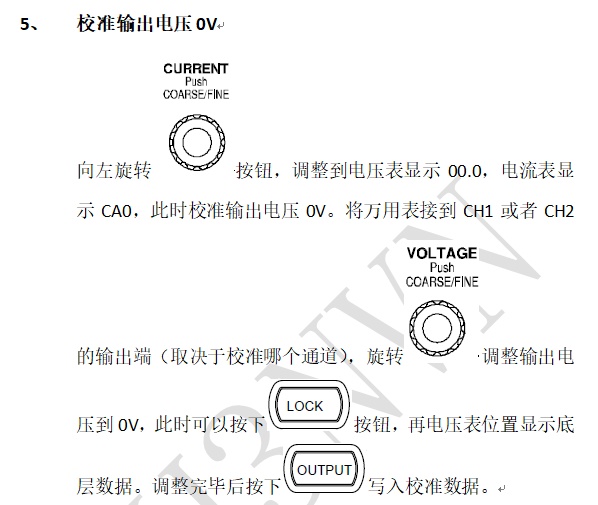 5、 校准输出电压 0V
CURRENT
Push
COARSE/FINE
向左旋转 按钮，调整到电压表显示 00.0，电流表显
示 CA0，此时校准输出电压 0V。将万用表接到 CH1 或者 CH2
VOLTAGE
Push
COARSE/FINE
的输出端（取决于校准哪个通道），旋转 调整输出电
LOCK
压到 0V，此时可以按下 按钮，再电压表位置显示底
OUTPUT
层数据。调整完毕后按下 写入校准数据。